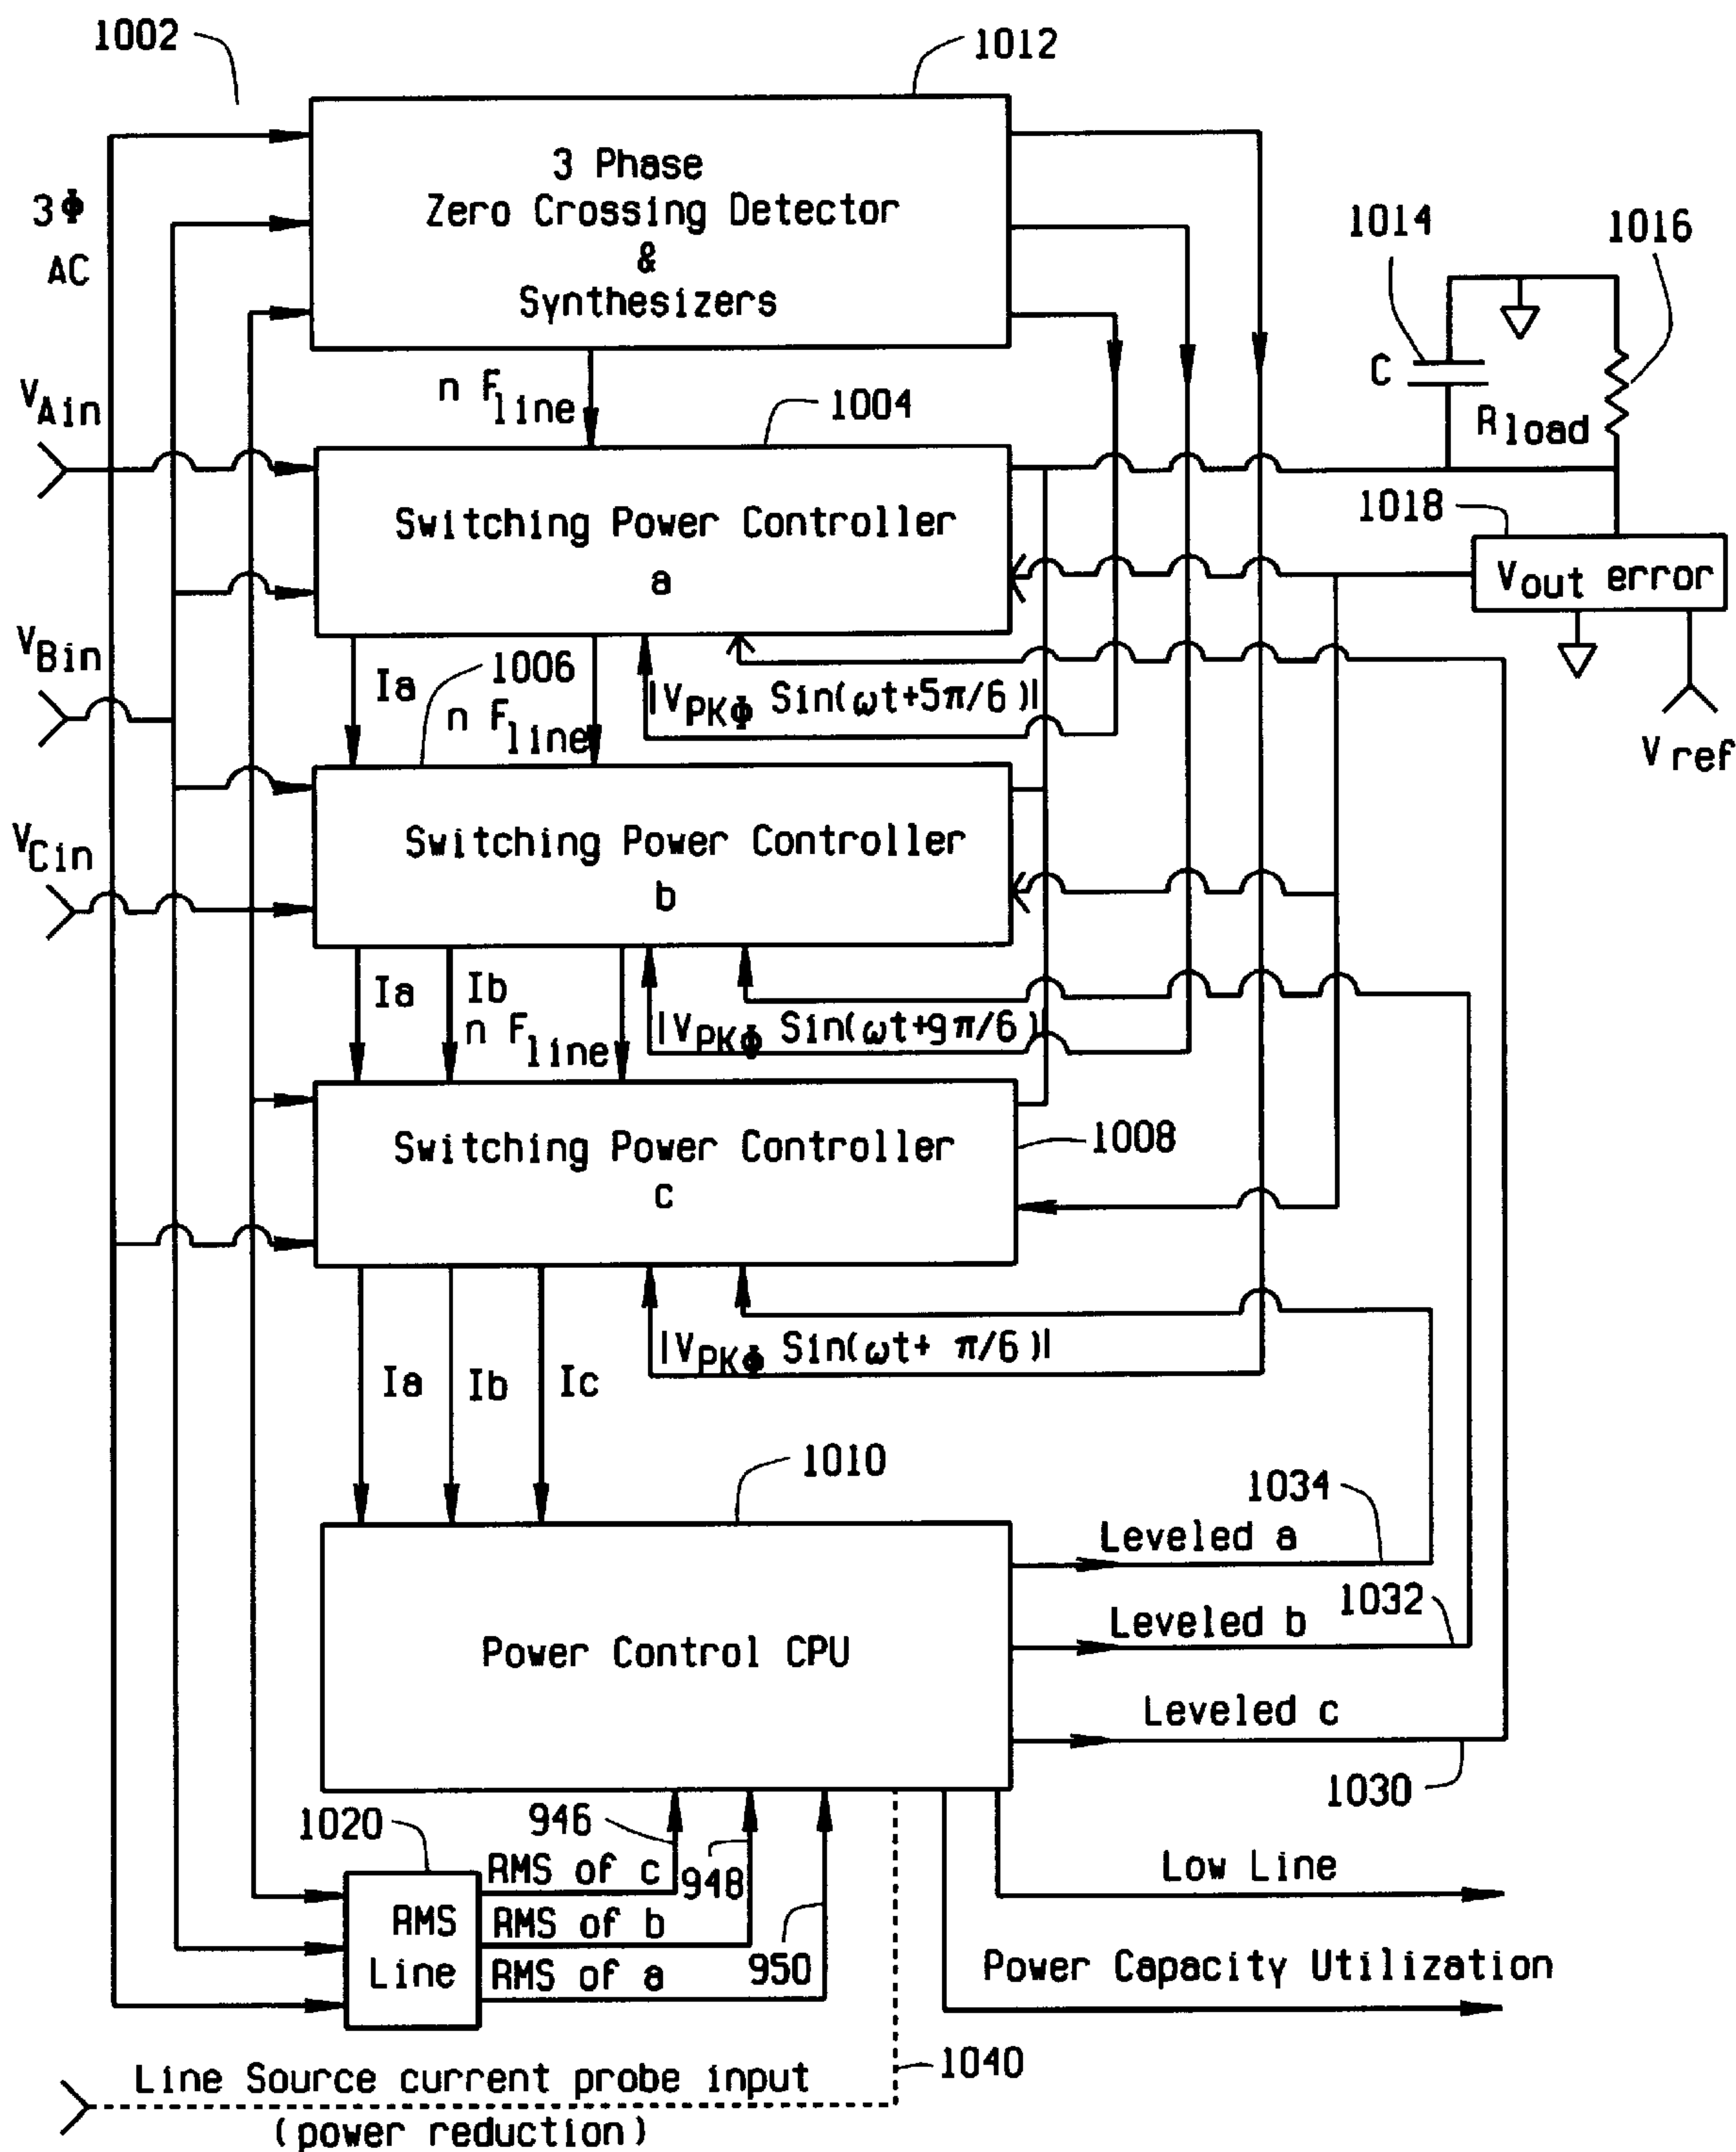 1002
1012
3Φ
AC
3 Phase
Zero Crossing Detector
&
Synthesizers
1014
1016
C
Rload
VAin
n Fline
1004
Switching Power Controller
a
1018
Vout error
Vref
VBin
Ia
n Fline
1006
|VPKΦ Sin(ωt+5π/6)|
VCin
Switching Power Controller
b
Ia
Ib
n Fline
|VPKΦ Sin(ωt+9π/6)|
Switching Power Controller
c
1008
|VPKΦ Sin(ωt+ π/6)|
Ia
Ib
Ic
1010
Power Control CPU
Leveled a
1034
Leveled b
1032
Leveled c
1030
1020
RMS
Line
RMS of c
946
RMS of b
948
RMS of a
950
Low Line
Power Capacity Utilization
Line Source current probe input
(power reduction)
1040